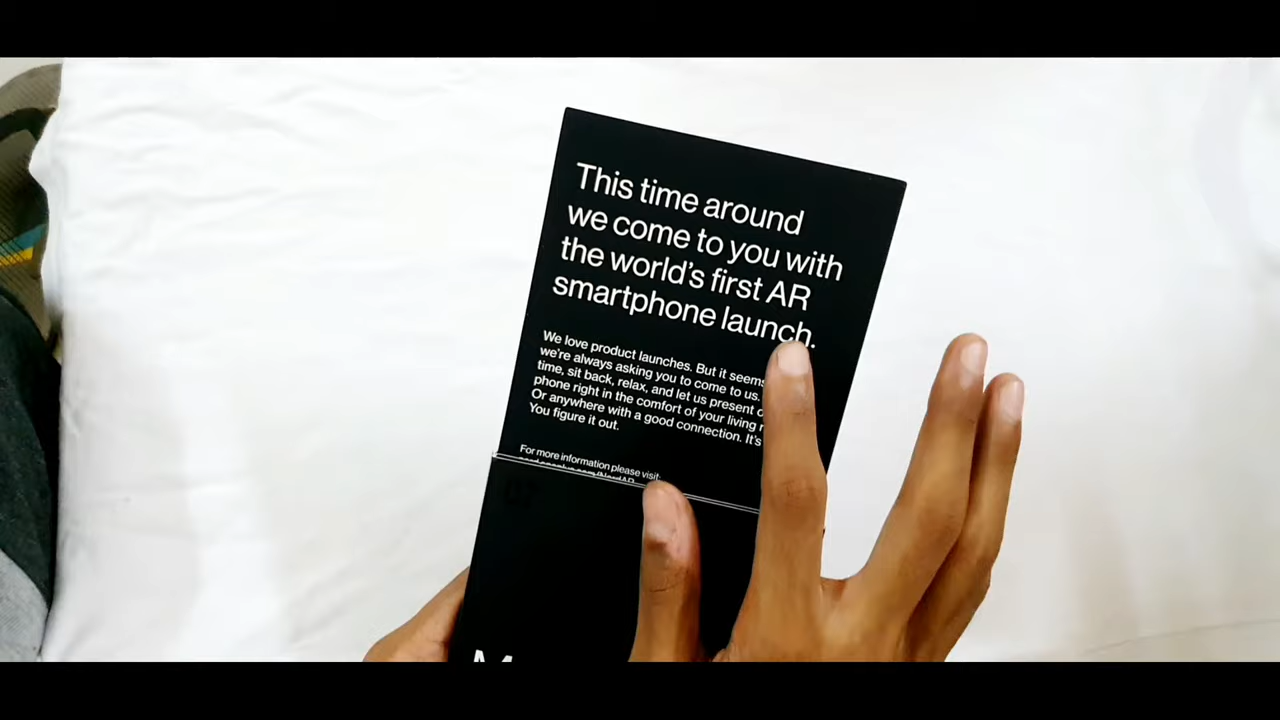 This time around
we come to you with
the world's first AR
smartphone launch.
We love product launches. But it seems
we're always asking you to come to us.
time, sit back, relax, and let us present
phone right in the comfort of your living
Or anywhere with a good connection. It's
You figure it out.
For more information please visit: